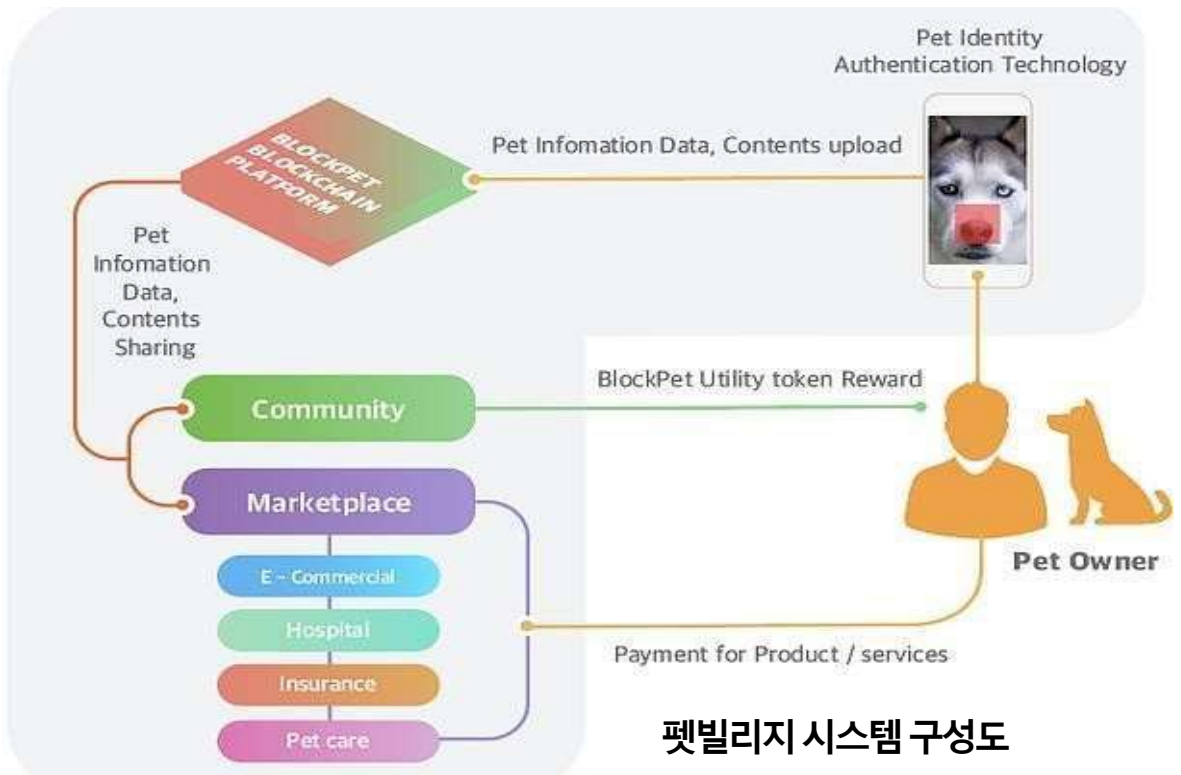 Pet Identity
Authentication Technology
BLOCKPET
BLOCKCHAIN
PLATFORM
Pet Infomation Data, Contents upload
Pet
Infomation
Data,
Contents
Sharing
BlockPet Utility token Reward
Community
Marketplace
E - Commercial
Hospital
Insurance
Pet care
Pet Owner
Payment for Product / services
펫빌리지 시스템 구성도